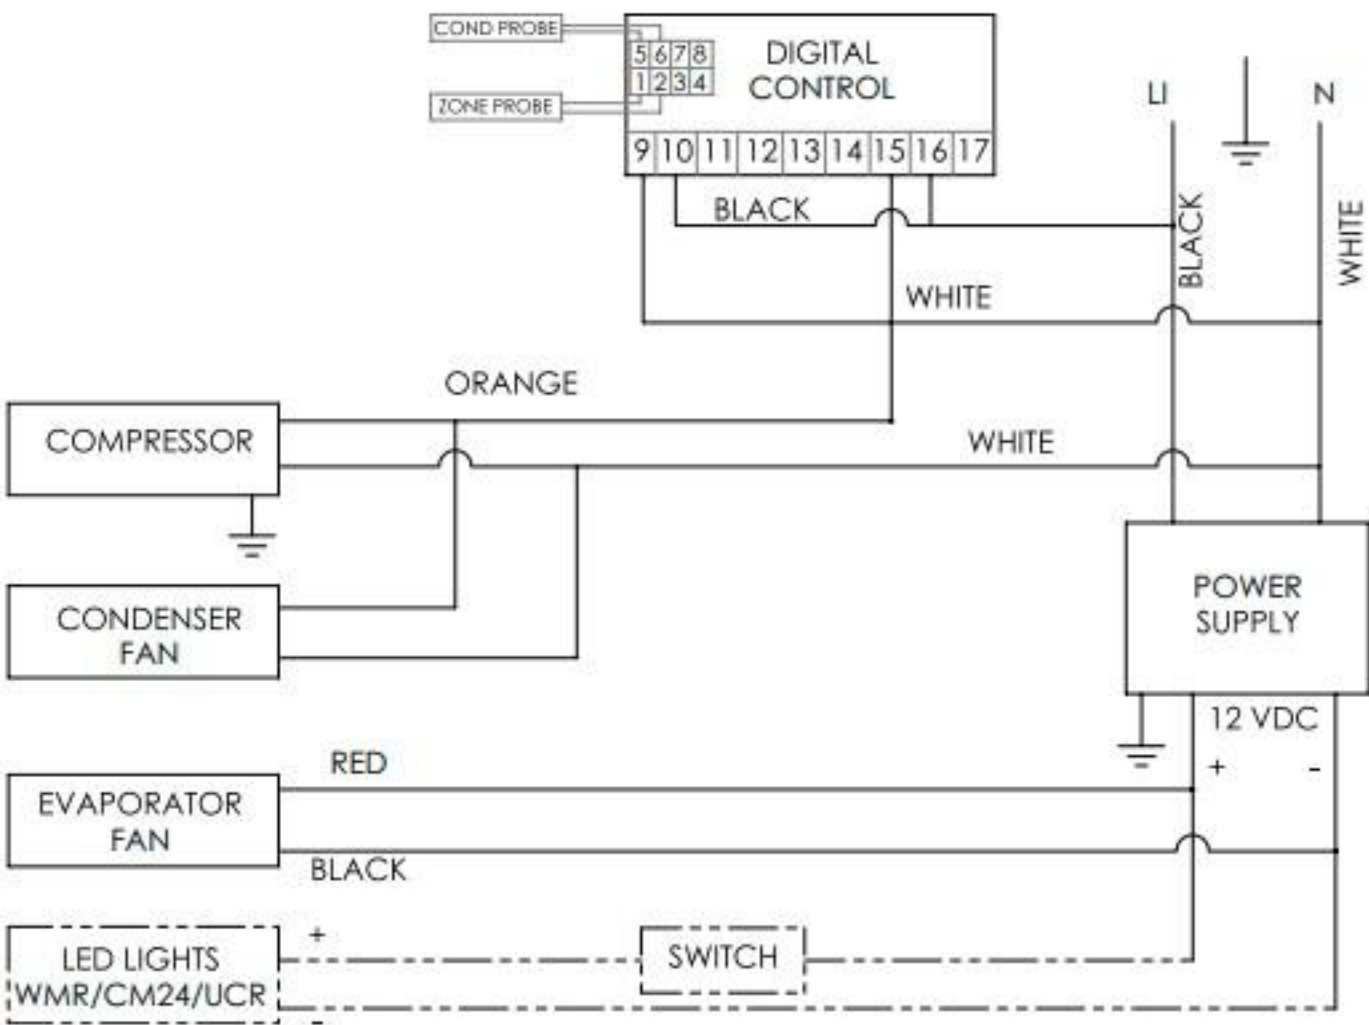 COND PROBE
5 6 7 8
1 2 3 4
ZONE PROBE
DIGITAL
CONTROL
9 10 11 12 13 14 15 16 17
LI
N
BLACK
BLACK
WHITE
WHITE
ORANGE
COMPRESSOR
WHITE
CONDENSER
FAN
POWER
SUPPLY
12 VDC
+ -
RED
EVAPORATOR
FAN
BLACK
+
LED LIGHTS
WMR/CM24/UCR
SWITCH
-